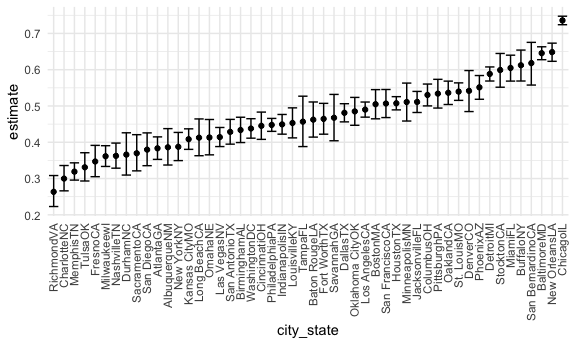 0.7
0.6
0.5
0.4
0.3
0.2
estimate
RichmondVA
CharlotteNC
MemphisTN
TulsaOK
FresnoCA
MilwaukeewI
NashvilleTN
DurhamNC
SacramentoCA
San DiegoCA
AtlantaGA
AlbuquerqueNM
New YorkNY
Kansas CityMO
Long BeachCA
OmahaNE
Las VegasNV
San AntonioTX
BirminghamAL
WashingtonDC
CincinnatiOH
PhiladelphiaPA
IndianapolisIN
LouisvilleKY
TampaFL
Baton RougeLA
Fort WorthTX
SavannahGA
DallasTX
Oklahoma CityOK
Los AngelesCA
BostonMA
San FranciscoCA
HoustonTX
MinneapolisMN
JacksonvilleFL
ColumbusOH
PittsburghPA
OaklandCA
St. LouisMO
DenverCO
PhoenixAZ
DetroitMI
StocktonCA
MiamiFL
BuffaloNY
San BernardinoCA
BaltimoreMD
New OrleansLA
ChicagoIL
city_state